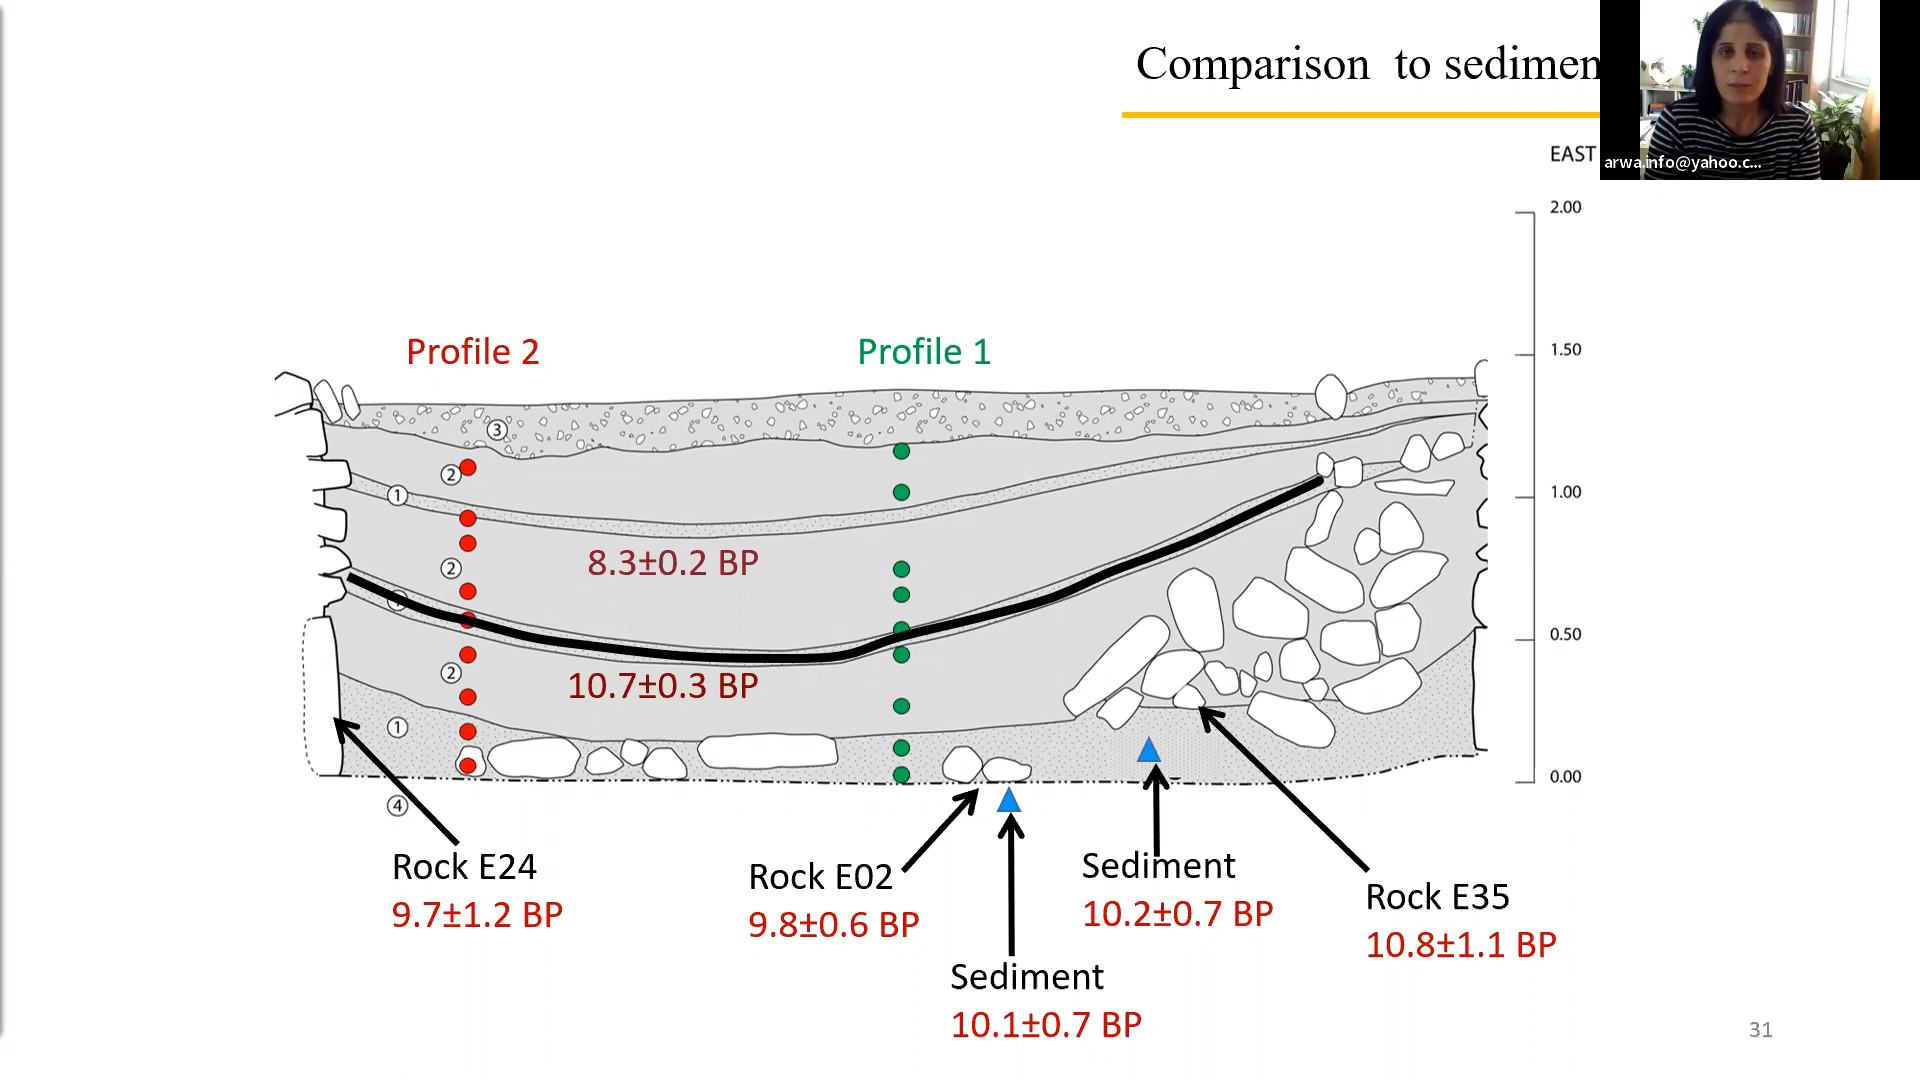 Comparison to sedimen
arwa.info@yahoo.c...
EAST
2.00
Profile 2
Profile 1
1.50
3
2
1
1.00
8.3±0.2 BP
2
1
0.50
10.7±0.3 BP
2
1
0.00
4
Rock E24
9.7±1.2 BP
Rock E02
9.8±0.6 BP
Sediment
10.2±0.7 BP
Rock E35
10.8±1.1 BP
Sediment
10.1±0.7 BP
31